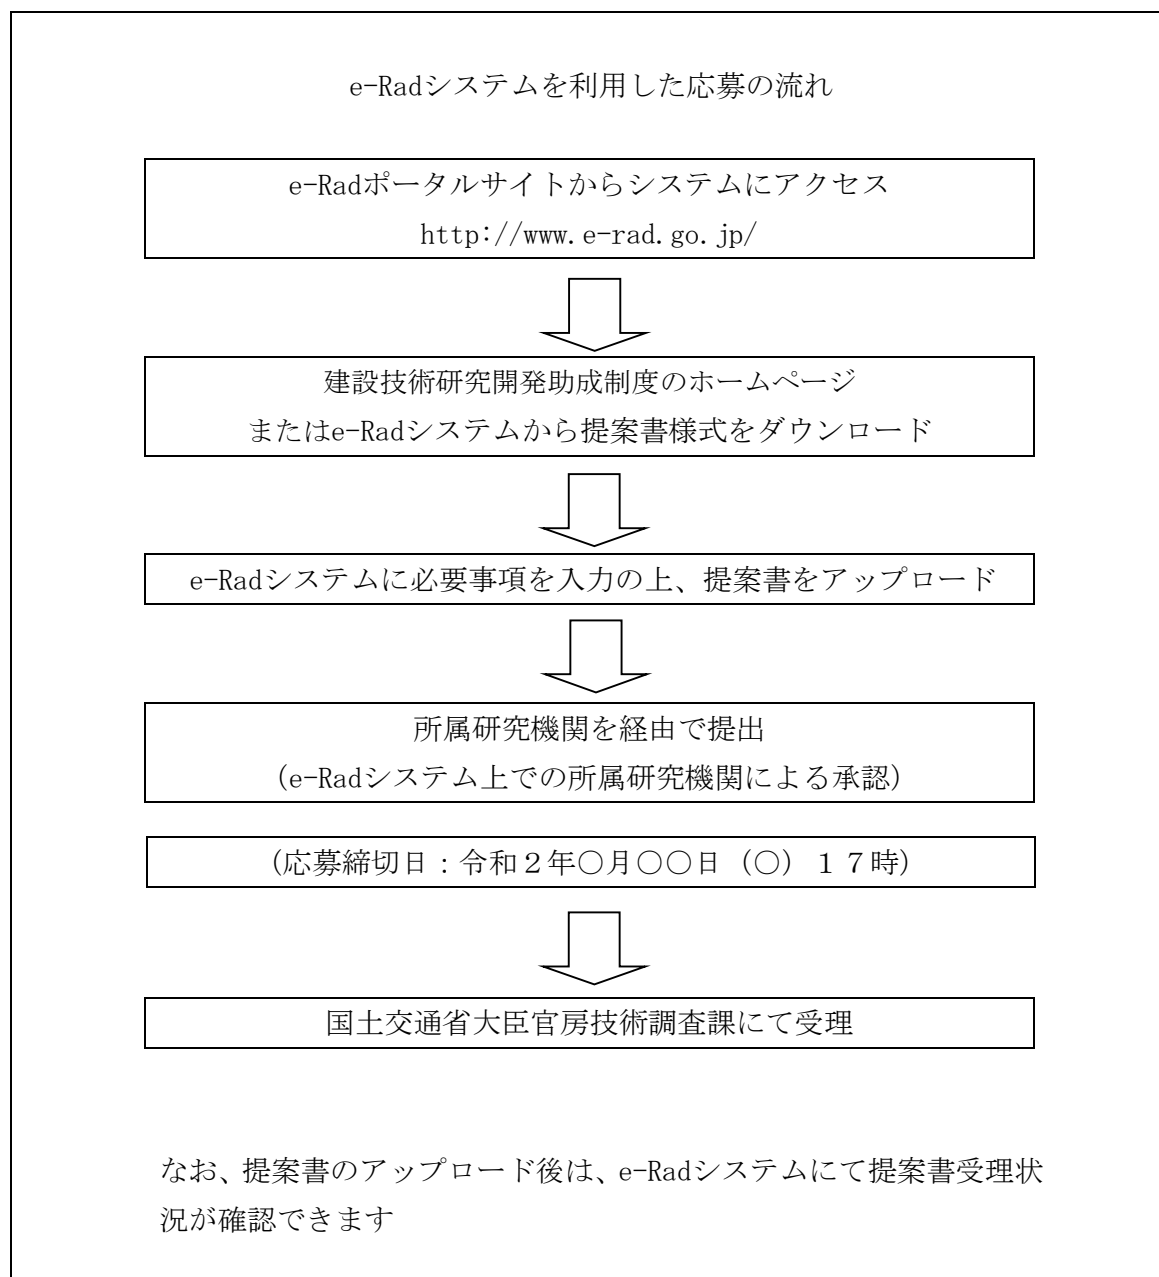 e-Radシステムを利用した応募の流れ
e-Radポータルサイトからシステムにアクセス
http://www.e-rad.go.jp/
建設技術研究開発助成制度のホームページ
またはe-Radシステムから提案書様式をダウンロード
e-Radシステムに必要事項を入力の上、提案書をアップロード
所属研究機関を経由で提出
(e-Radシステム上での所属研究機関による承認)
(応募締切日：令和２年○月○○日（○）１７時)
国土交通省大臣官房技術調査課にて受理
なお、提案書のアップロード後は、e-Radシステムにて提案書受理状
況が確認できます